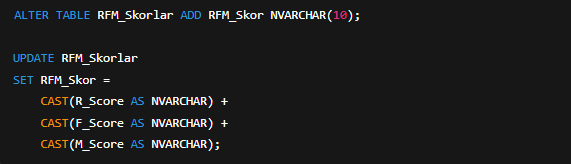 ALTER TABLE RFM_Skorlar ADD RFM_Skor NVARCHAR(10);
UPDATE RFM_Skorlar
SET RFM_Skor =
CAST(R_Score AS NVARCHAR) +
CAST(F_Score AS NVARCHAR) +
CAST(M_Score AS NVARCHAR);